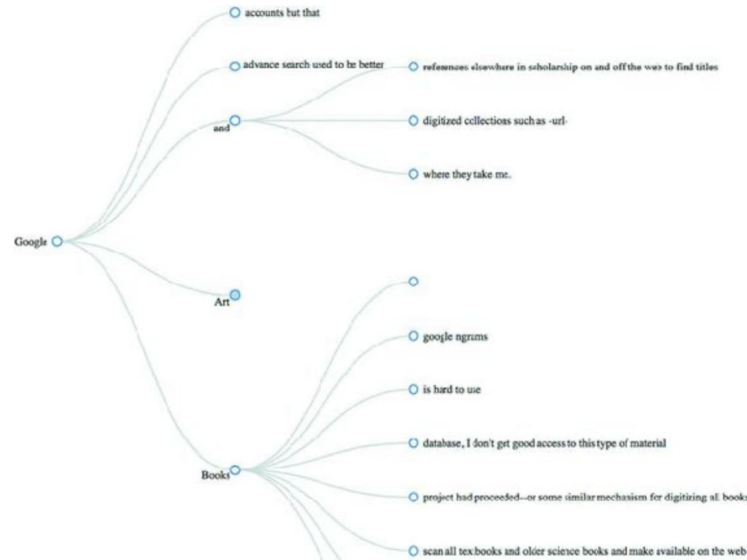 accounts but that
advance search used to be better
references elsewhere in scholarship on and off the web to find titles
and
digitized collections such as -url-
where they take me.
Google
Art
google ngrams
is hard to use
database, I don't get good access to this type of material
Books
project had proceeded--or some similar mechanism for digitizing all books
scan all textbooks and older science books and make available on the web